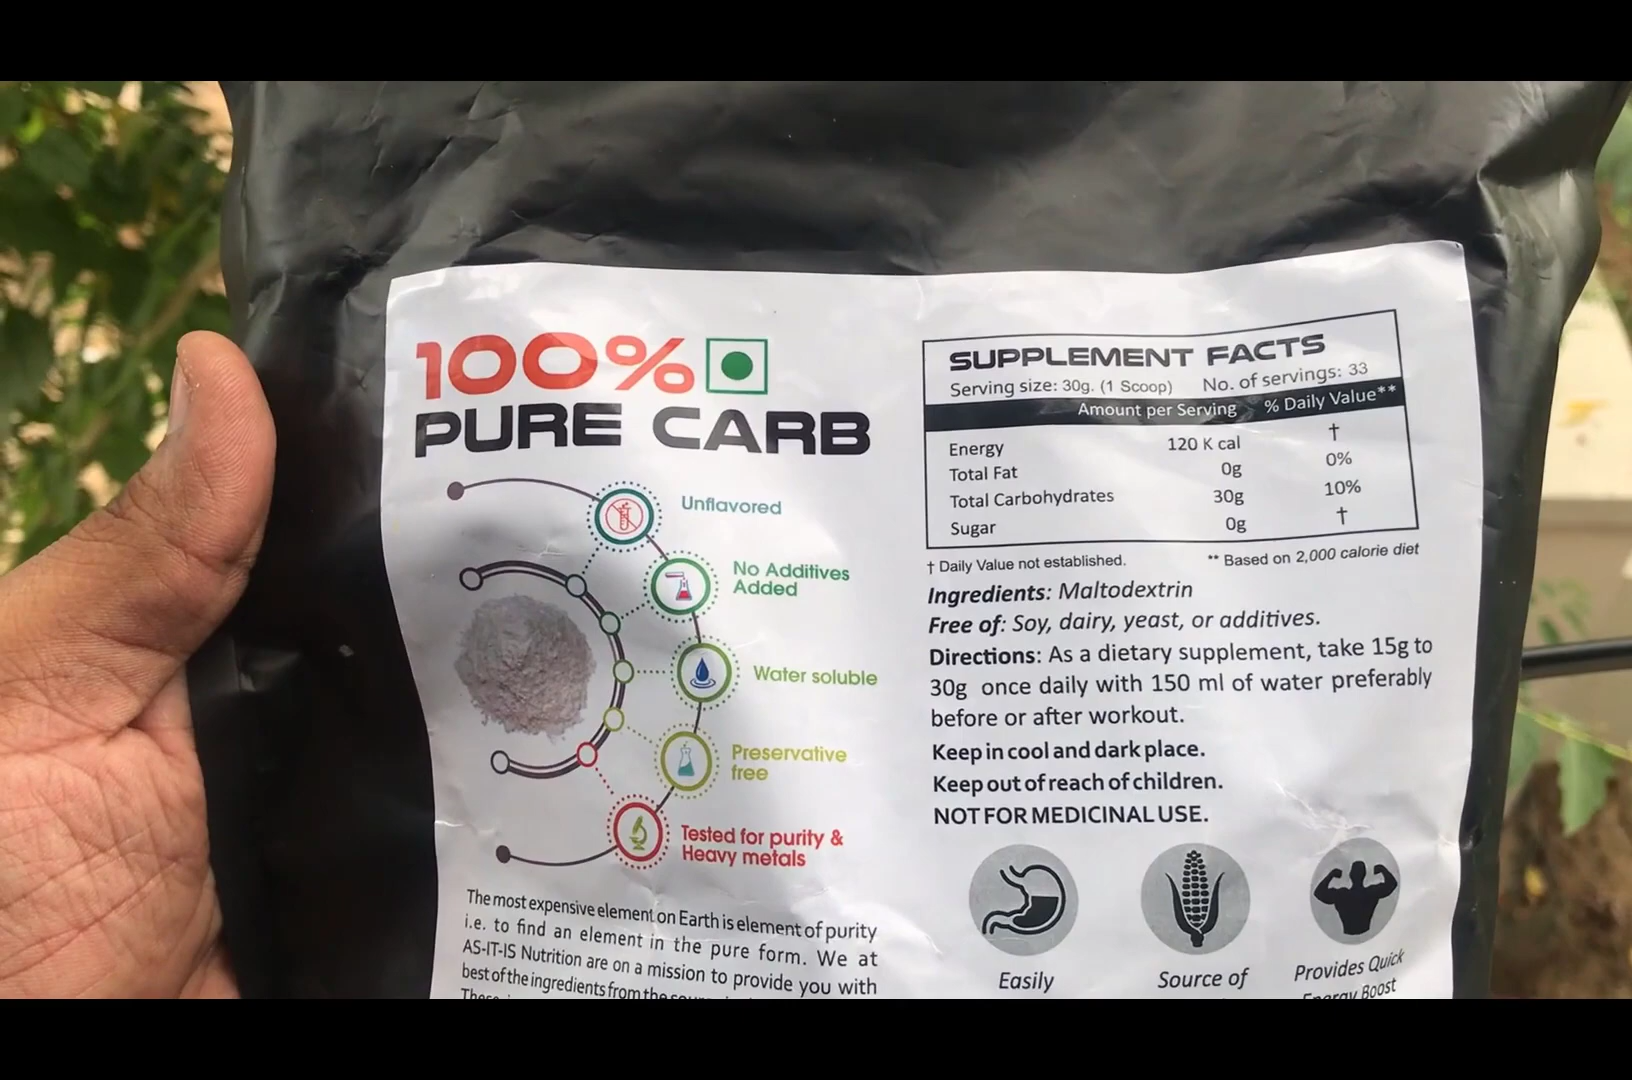 100%
PURE CARB
Unflavored
No Additives
Added
Water soluble
Preservative
free
Tested for purity &
Heavy metals
The most expensive element on Earth is element of purity
i.e. to find an element in the pure form. We at
AS-IT-IS Nutrition are on a mission to provide you with
best of the ingredients from the
SUPPLEMENT FACTS
Serving size: 30g. (1 Scoop) No. of servings: 33
Amount per Serving % Daily Value**
Energy 120 K cal †
Total Fat 0g 0%
Total Carbohydrates 30g 10%
Sugar 0g †
† Daily Value not established. ** Based on 2,000 calorie diet
Ingredients: Maltodextrin
Free of: Soy, dairy, yeast, or additives.
Directions: As a dietary supplement, take 15g to
30g once daily with 150 ml of water preferably
before or after workout.
Keep in cool and dark place.
Keep out of reach of children.
NOT FOR MEDICINAL USE.
Easily
Source of
Provides Quick
Energy Boost